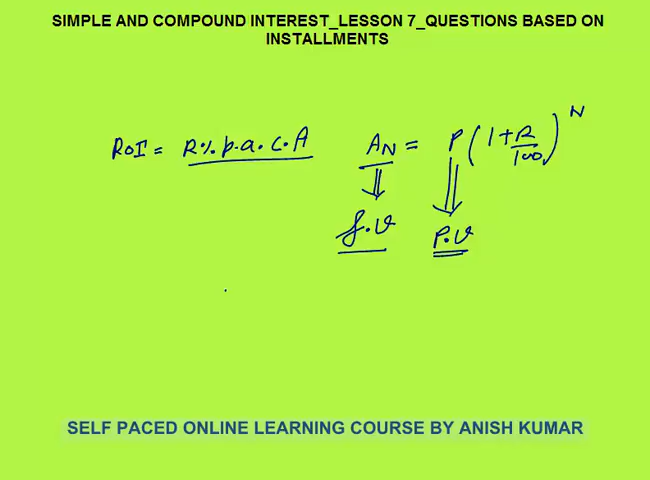 SIMPLE AND COMPOUND INTEREST_LESSON 7_QUESTIONS BASED ON
INSTALLMENTS
ROI = R% p.a. C.A    A_N = P(1+R/100)^N
f.v    P.v
SELF PACED ONLINE LEARNING COURSE BY ANISH KUMAR